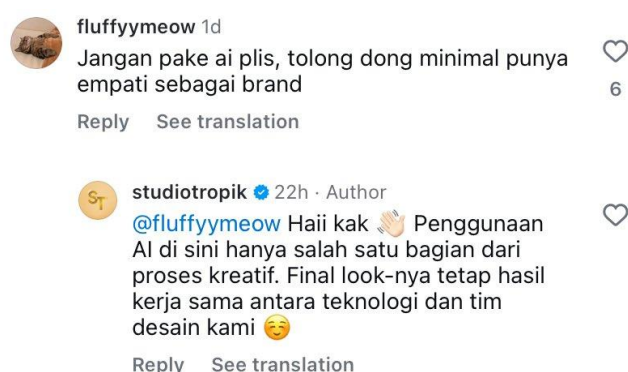 fluffyymeow 1d
Jangan pake ai plis, tolong dong minimal punya
empati sebagai brand
6
Reply See translation
ST
studiotropik 22h · Author
@fluffyymeow Haii kak 👋🏻 Penggunaan
AI di sini hanya salah satu bagian dari
proses kreatif. Final look-nya tetap hasil
kerja sama antara teknologi dan tim
desain kami ☺️
Reply See translation